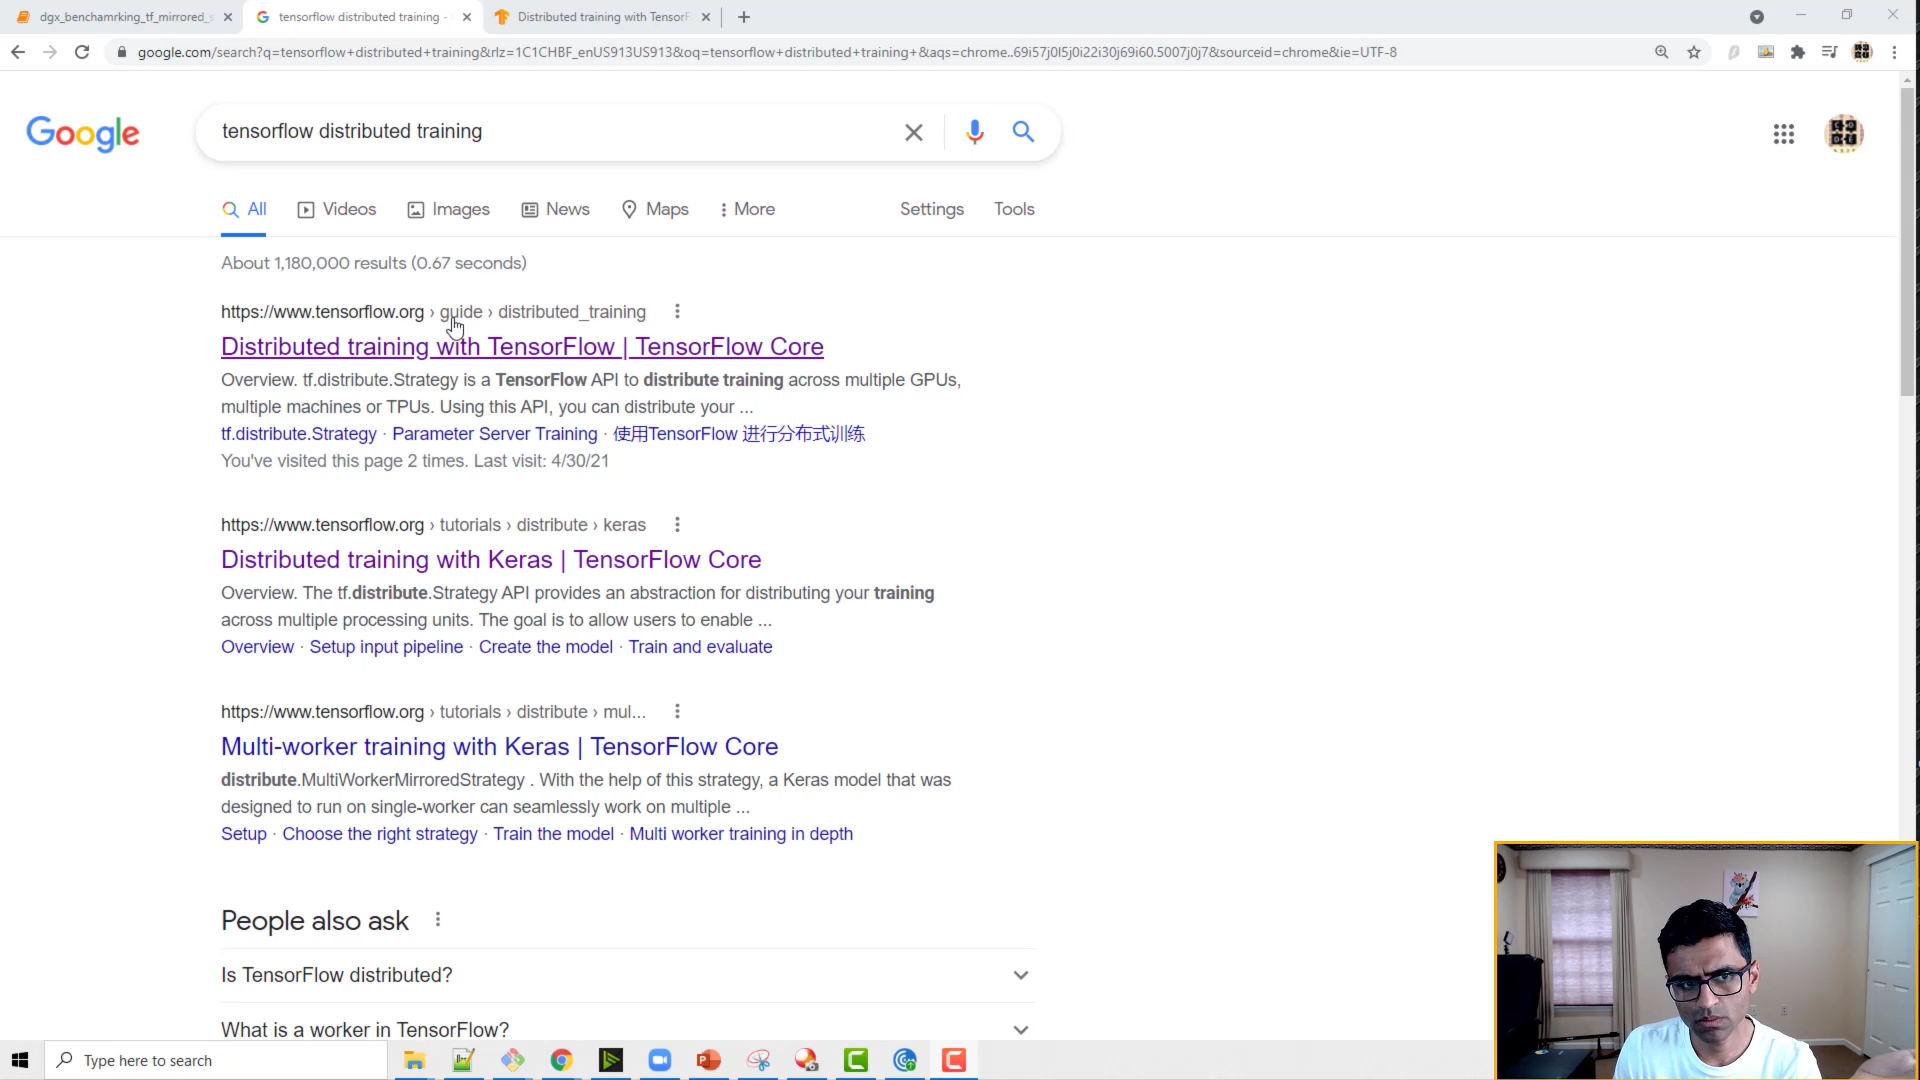 dgx_benchamrking_tf_mirrored_s
tensorflow distributed training -
Distributed training with TensorF
google.com/search?q=tensorflow+distributed+training&rlz=1C1CHBF_enUS913US913&oq=tensorflow+distributed+training+&aqs=chrome..69i57j0l5j0i22i30j69i60.5007j0j7&sourceid=chrome&ie=UTF-8
Google
tensorflow distributed training
All Videos Images News Maps More Settings Tools
About 1,180,000 results (0.67 seconds)
https://www.tensorflow.org › guide › distributed_training
Distributed training with TensorFlow | TensorFlow Core
Overview. tf.distribute.Strategy is a TensorFlow API to distribute training across multiple GPUs,
multiple machines or TPUs. Using this API, you can distribute your ...
tf.distribute.Strategy · Parameter Server Training · 使用TensorFlow 进行分布式训练
You've visited this page 2 times. Last visit: 4/30/21
https://www.tensorflow.org › tutorials › distribute › keras
Distributed training with Keras | TensorFlow Core
Overview. The tf.distribute.Strategy API provides an abstraction for distributing your training
across multiple processing units. The goal is to allow users to enable ...
Overview · Setup input pipeline · Create the model · Train and evaluate
https://www.tensorflow.org › tutorials › distribute › mul...
Multi-worker training with Keras | TensorFlow Core
distribute.MultiWorkerMirroredStrategy . With the help of this strategy, a Keras model that was
designed to run on single-worker can seamlessly work on multiple ...
Setup · Choose the right strategy · Train the model · Multi worker training in depth
People also ask
Is TensorFlow distributed?
What is a worker in TensorFlow?
Type here to search